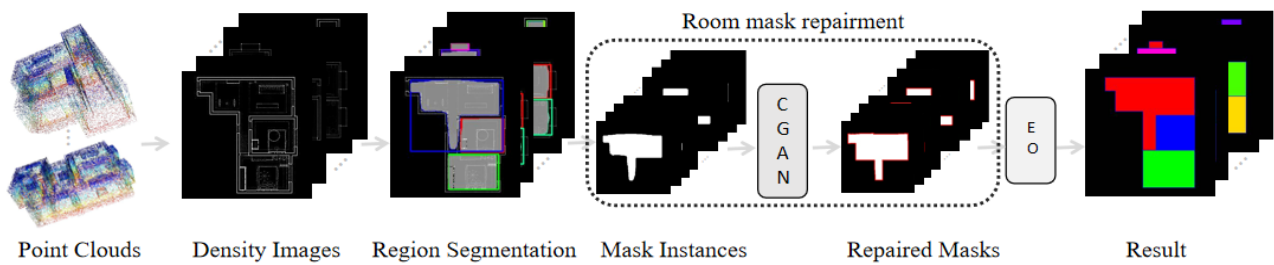 Room mask repairment
C
G
A
N
E
O
Point Clouds
Density Images
Region Segmentation
Mask Instances
Repaired Masks
Result